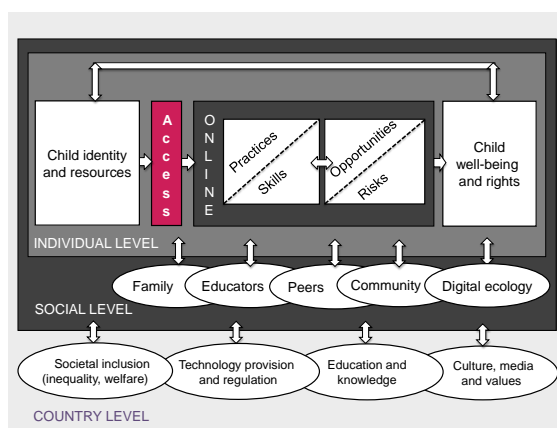 Child identity
and resources
Access
ONLINE
Practices
Skills
Opportunities
Risks
Child
well-being
and rights
INDIVIDUAL LEVEL
Family
Educators
Peers
Community
Digital ecology
SOCIAL LEVEL
Societal inclusion
(inequality, welfare)
Technology provision
and regulation
Education and
knowledge
Culture, media
and values
COUNTRY LEVEL